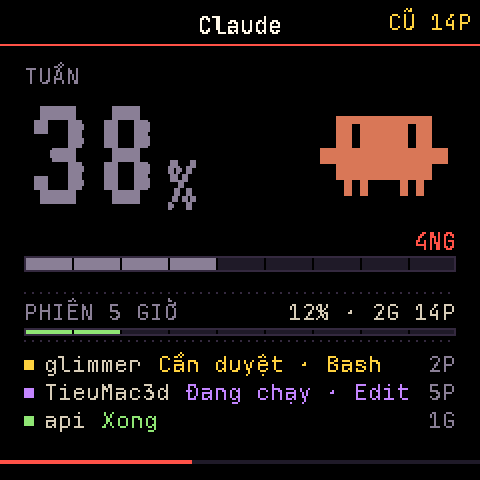 Claude CŨ 14P
TUẦN
38%
4NG
PHIÊN 5 GIỜ 12% · 2G 14P
glimmer Cần duyệt · Bash 2P
TieuMac3d Đang chạy · Edit 5P
api Xong 1G